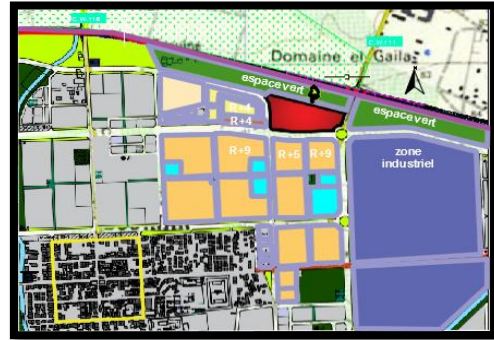 Domaine el Gaila
espace vert
espace vert
R+4
R+4
R+9
R+5
R+9
zone
industriel